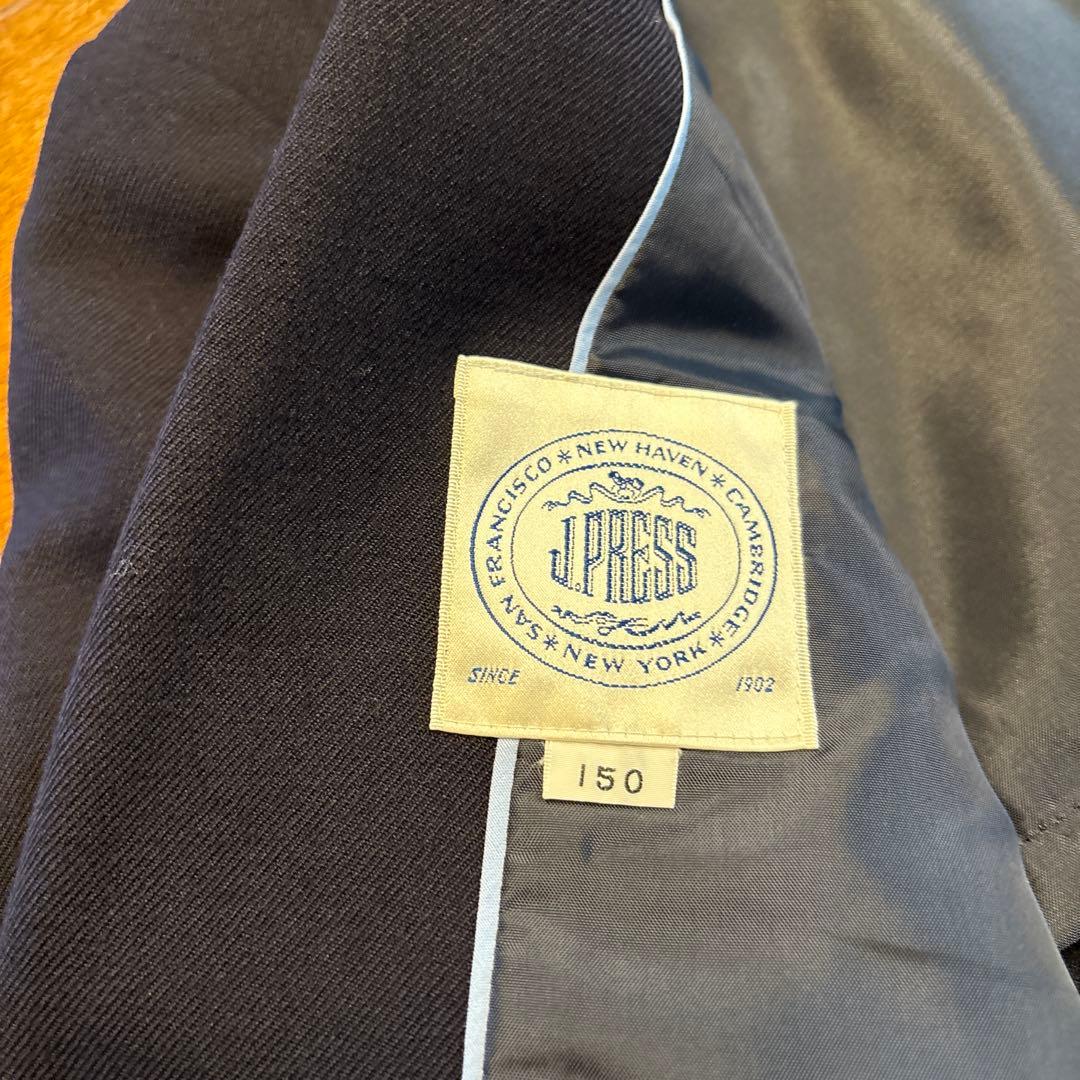 SAN FRANCISCO * NEW HAVEN * CAMBRIDGE * NEW YORK *
J.PRESS
SINCE 1902
150